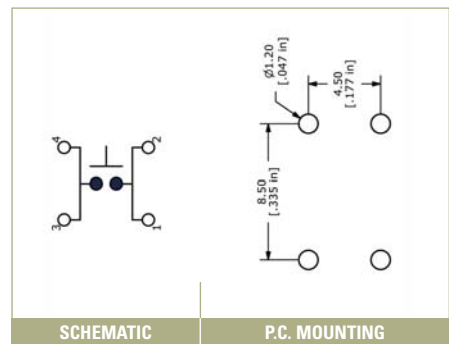 Ø1.20
[.047 in]
4.50
[.177 in]
4
2
8.50
[.335 in]
3
1
SCHEMATIC
P.C. MOUNTING